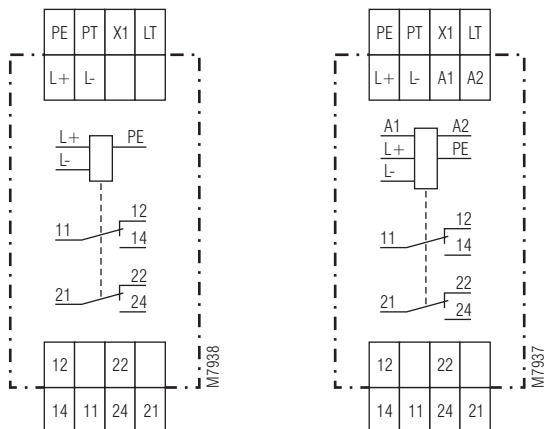 PE PT X1 LT
L+ L-
L+ PE
L-
12
11 14
22
21 24
12 22
14 11 24 21
M7938
PE PT X1 LT
L+ L- A1 A2
A1 A2
L+ PE
L-
12
11 14
22
21 24
12 22
14 11 24 21
M7937